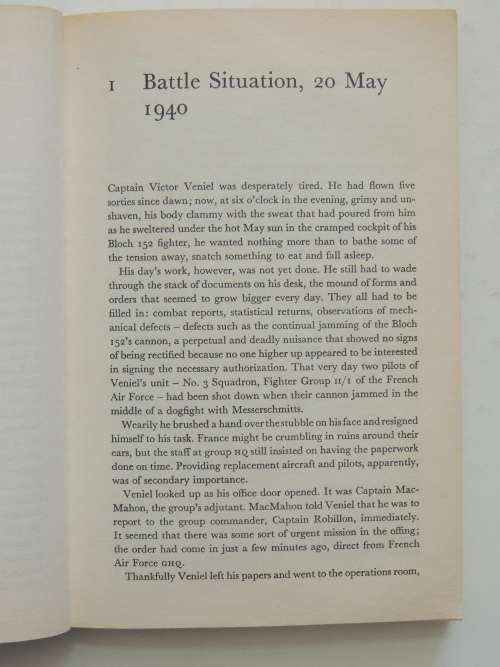 1 Battle Situation, 20 May
1940
Captain Victor Veniel was desperately tired. He had flown five
sorties since dawn; now, at six o'clock in the evening, grimy and un-
shaven, his body clammy with the sweat that had poured from him
as he sweltered under the hot May sun in the cramped cockpit of his
Bloch 152 fighter, he wanted nothing more than to bathe some of
the tension away, snatch something to eat and fall asleep.
His day's work, however, was not yet done. He still had to wade
through the stack of documents on his desk, the mound of forms and
orders that seemed to grow bigger every day. They all had to be
filled in: combat reports, statistical returns, observations of mech-
anical defects – defects such as the continual jamming of the Bloch
152's cannon, a perpetual and deadly nuisance that showed no signs
of being rectified because no one higher up appeared to be interested
in signing the necessary authorization. That very day two pilots of
Veniel's unit – No. 3 Squadron, Fighter Group II/1 of the French
Air Force – had been shot down when their cannon jammed in the
middle of a dogfight with Messerschmitts.
Wearily he brushed a hand over the stubble on his face and resigned
himself to his task. France might be crumbling in ruins around their
ears, but the staff at group HQ still insisted on having the paperwork
done on time. Providing replacement aircraft and pilots, apparently,
was of secondary importance.
Veniel looked up as his office door opened. It was Captain Mac-
Mahon, the group's adjutant. MacMahon told Veniel that he was to
report to the group commander, Captain Robillon, immediately.
It seemed that there was some sort of urgent mission in the offing;
the order had come in just a few minutes ago, direct from French
Air Force GHQ.
Thankfully Veniel left his papers and went to the operations room,